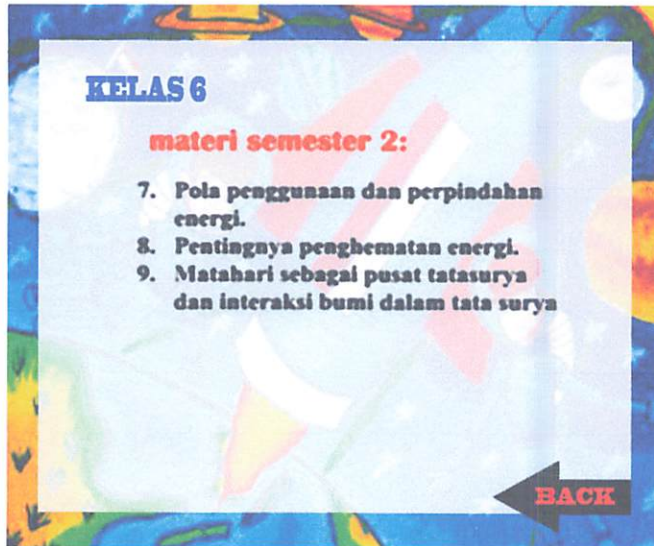 KELAS 6
materi semester 2:
7. Pola penggunaan dan perpindahan
energi.
8. Pentingnya penghematan energi.
9. Matahari sebagai pusat tatasurya
dan interaksi bumi dalam tata surya
BACK